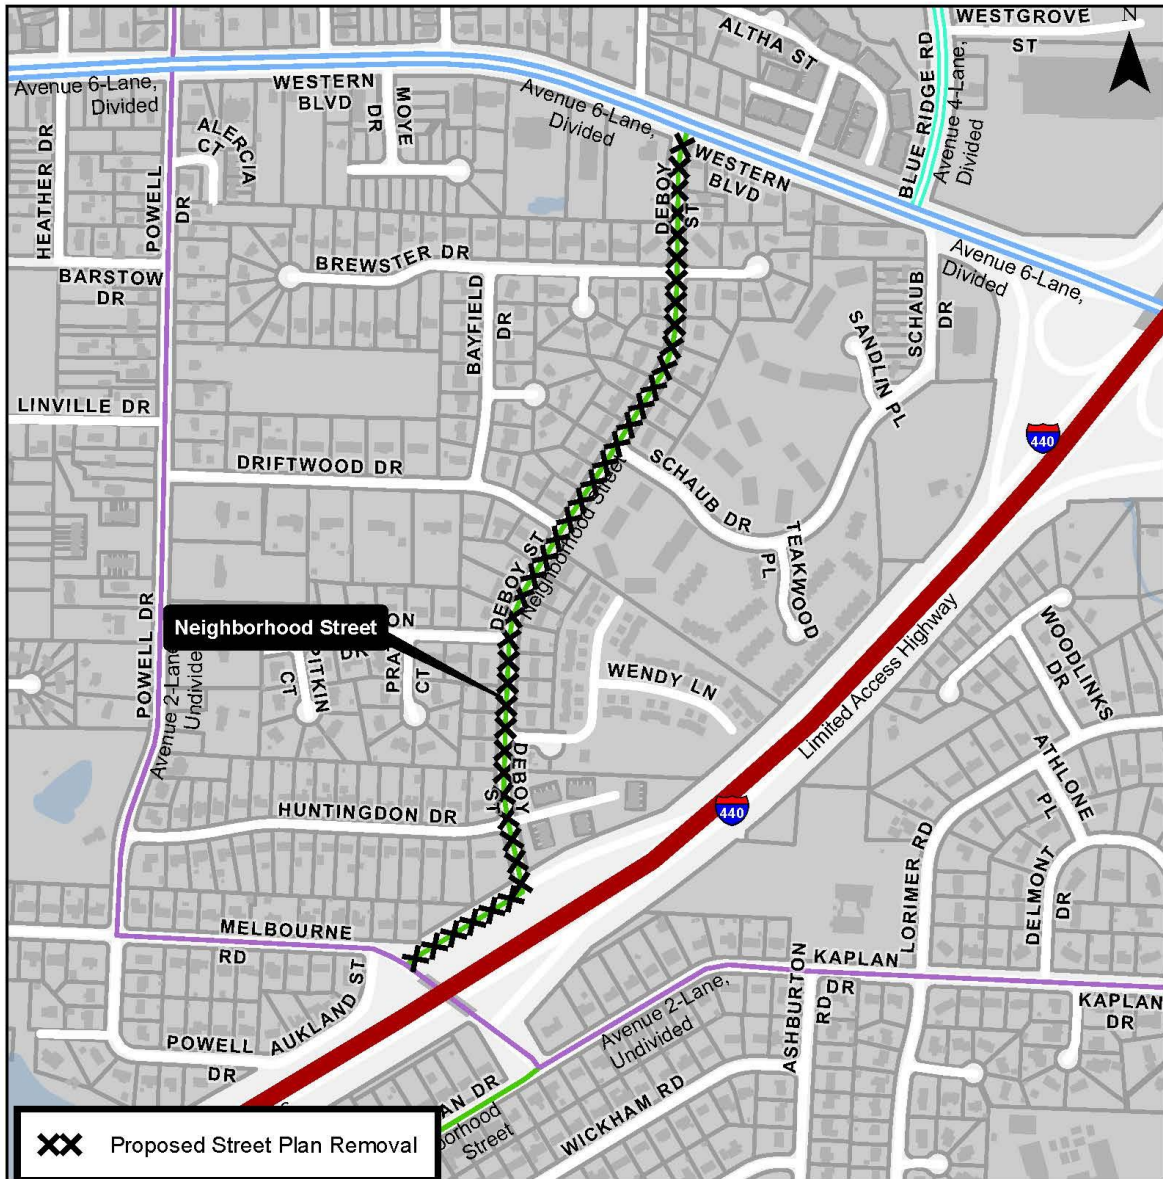 WESTGROVE
ST
N
ALTHA ST
BLUE RIDGE RD
Avenue 4-Lane,
Divided
Avenue 6-Lane,
Divided
WESTERN
BLVD
MOYE
DR
Avenue 6-Lane,
Divided
HEATHER DR
ALERCIA
CT
POWELL
DR
DEBOY
ST
WESTERN
BLVD
Avenue 6-Lane,
Divided
BARSTOW
DR
BREWSTER DR
BAYFIELD
DR
SCHAUB
DR
SANDLIN PL
LINVILLE DR
440
DRIFTWOOD DR
SCHAUB DR
TEAKWOOD
PL
DEBOY ST
Neighborhood Street
POWELL DR
Avenue 2-Lane
Undivided
Neighborhood Street
ON
DR
PITKIN
CT
PRA
CT
WENDY LN
WOODLINKS
DR
Limited Access Highway
ATHLONE
PL
DEBOY
ST
HUNTINGDON DR
440
LORIMER RD
DELMONT
DR
MELBOURNE
RD
AUKLAND ST
KAPLAN
DR
ASHBURTON
RD
KAPLAN
DR
Avenue 2-Lane,
Undivided
POWELL
DR
AN DR
orhood
Street
WICKHAM RD
Proposed Street Plan Removal